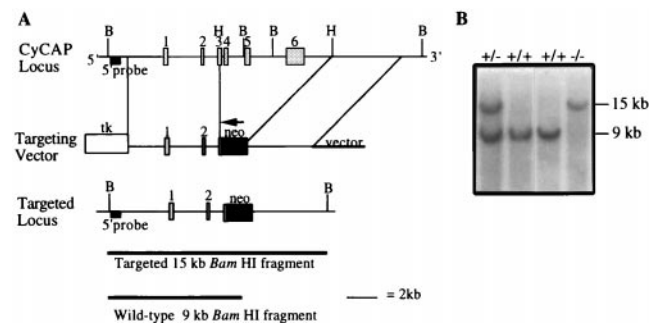 A
B H B B H B
CyCAP
Locus
1 2 34 5 6
5' 3'
5'probe
tk
Targeting
Vector
1 2 neo
vector
B B
Targeted
Locus
1 2 neo
5'probe
Targeted 15 kb Bam HI fragment
Wild-type 9 kb Bam HI fragment
= 2kb
B
+/- +/+ +/+ -/-
15 kb
9 kb